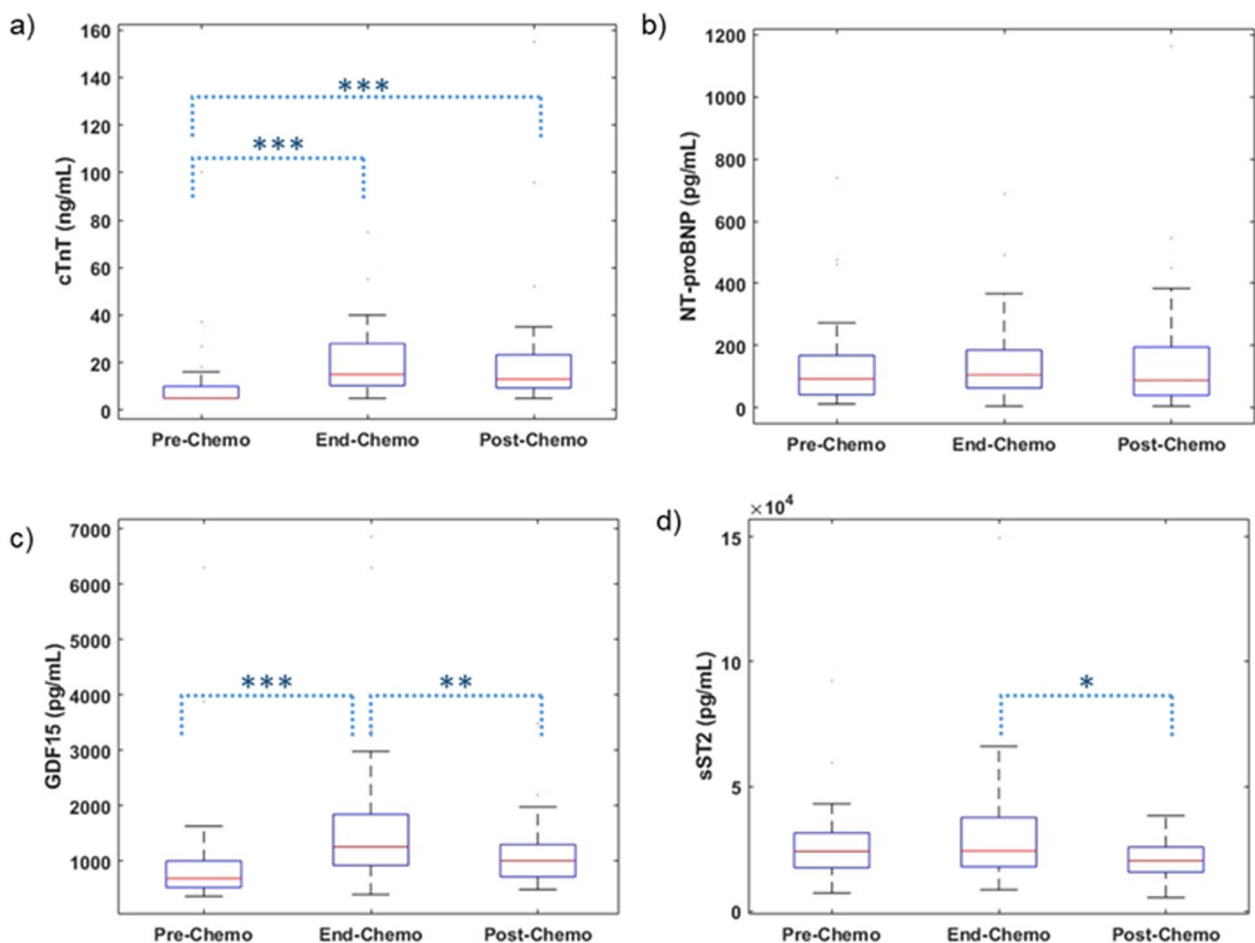 a)
160
140
120
100
80
60
40
20
0
cTnT (ng/mL)
***
***
Pre-Chemo End-Chemo Post-Chemo
b)
1200
1000
800
600
400
200
0
NT-proBNP (pg/mL)
Pre-Chemo End-Chemo Post-Chemo
c)
7000
6000
5000
4000
3000
2000
1000
GDF15 (pg/mL)
***
**
Pre-Chemo End-Chemo Post-Chemo
d)
×10⁴
15
10
5
0
sST2 (pg/mL)
*
Pre-Chemo End-Chemo Post-Chemo